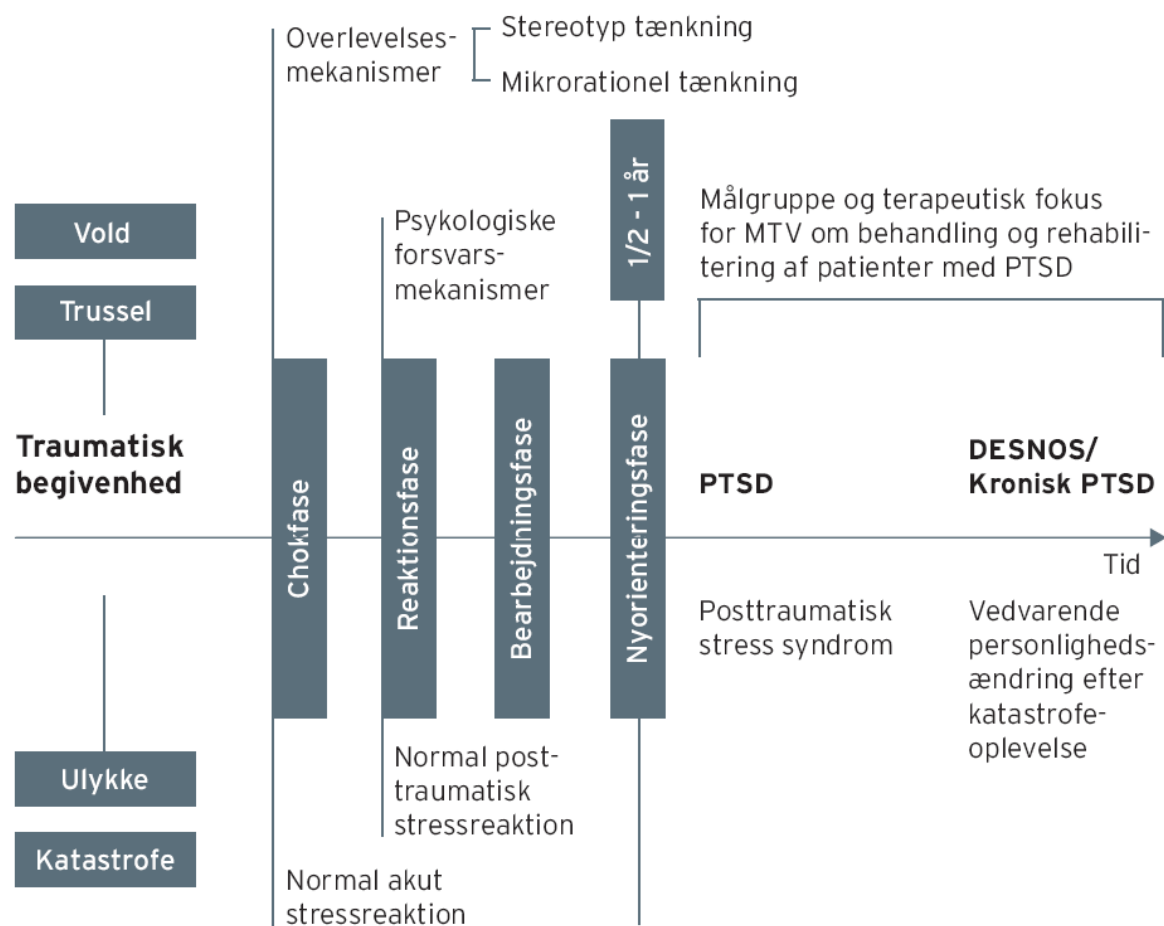 Overlevelses-
mekanismer
Stereotyp tænkning
Mikrorationel tænkning
Vold
Trussel
Traumatisk
begivenhed
Ulykke
Katastrofe
Chokfase
Normal akut
stressreaktion
Psykologiske
forsvars-
mekanismer
Reaktionsfase
Normal post-
traumatisk
stressreaktion
Bearbejdningsfase
1/2 - 1 år
Nyorienteringsfase
Målgruppe og terapeutisk fokus
for MTV om behandling og rehabili-
tering af patienter med PTSD
PTSD
Posttraumatisk
stress syndrom
DESNOS/
Kronisk PTSD
Tid
Vedvarende
personligheds-
ændring efter
katastrofe-
oplevelse